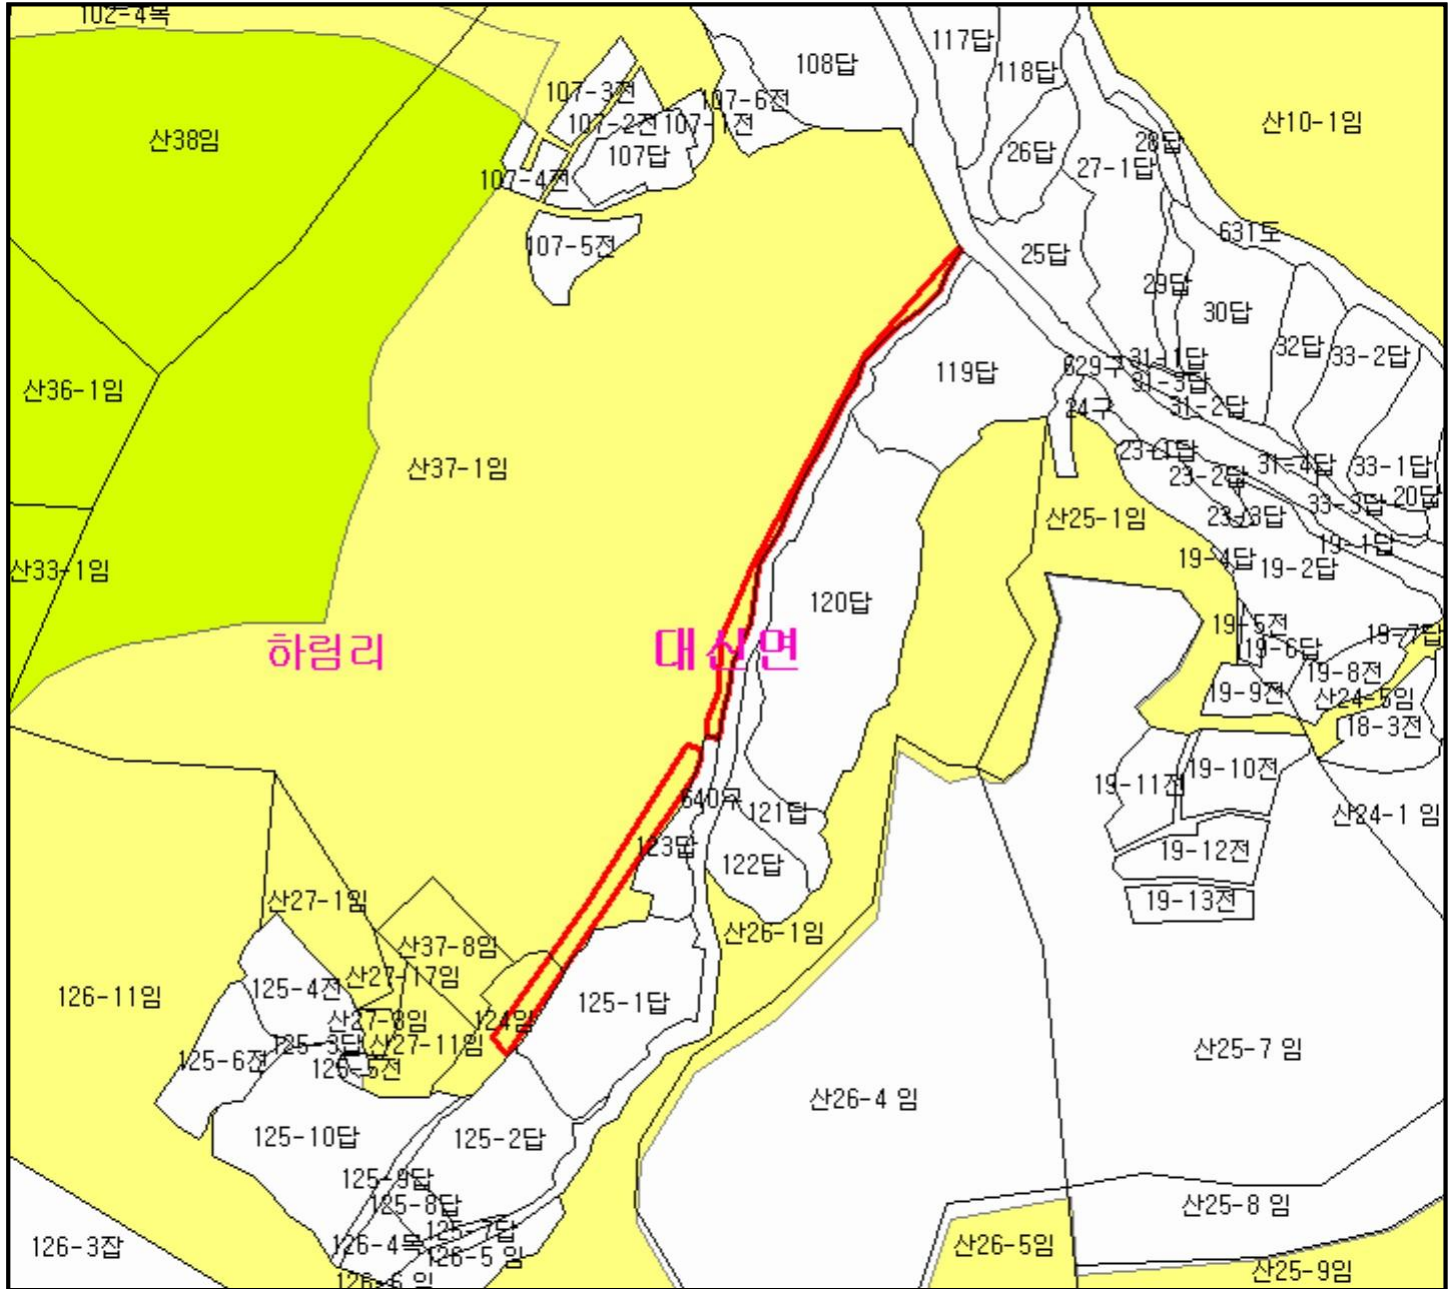 102-4목
117답
108답
118답
107-3전
107-6전
107-2전
107-1전
산10-1임
산38임
107답
26답
28답
27-1답
107-4전
631도
107-5전
25답
29답
30답
32답
33-2답
31-1답
629구
119답
31-3답
산36-1임
24구
31-2답
23-1답
산37-1임
23-2답
31-4답
33-1답
20답
33-3답
산25-1임
23-3답
19-1답
19-4답
19-2답
산33-1임
120답
19-5전
19-7답
하림리
대신면
19-6답
19-8전
19-9전
산24-5임
18-3전
19-10전
19-11전
640구
121답
산24-1 임
123답
122답
19-12전
산27-1임
19-13전
산26-1임
산37-8임
산27-17임
125-4전
126-11임
125-1답
산27-8임
124임
125-3답
산27-11임
125-6전
125-5전
산25-7 임
산26-4 임
125-10답
125-2답
125-9답
125-8답
산25-8 임
125-7답
126-3잡
126-4목
126-5 임
산26-5임
산25-9임
126-6 임